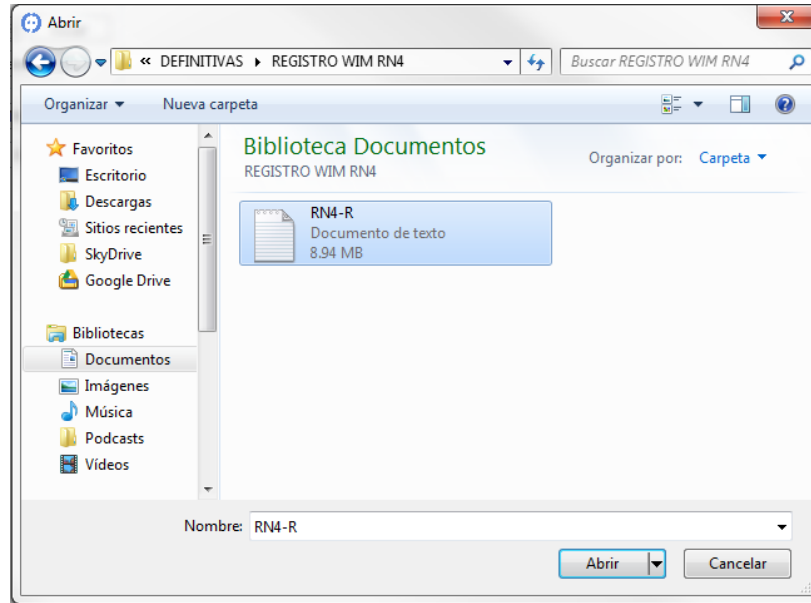 Abrir
« DEFINITIVAS ▸ REGISTRO WIM RN4
Buscar REGISTRO WIM RN4
Organizar
Nueva carpeta
Favoritos
Escritorio
Descargas
Sitios recientes
SkyDrive
Google Drive
Bibliotecas
Documentos
Imágenes
Música
Podcasts
Vídeos
Biblioteca Documentos
REGISTRO WIM RN4
Organizar por: Carpeta
RN4-R
Documento de texto
8.94 MB
Nombre: RN4-R
Abrir
Cancelar